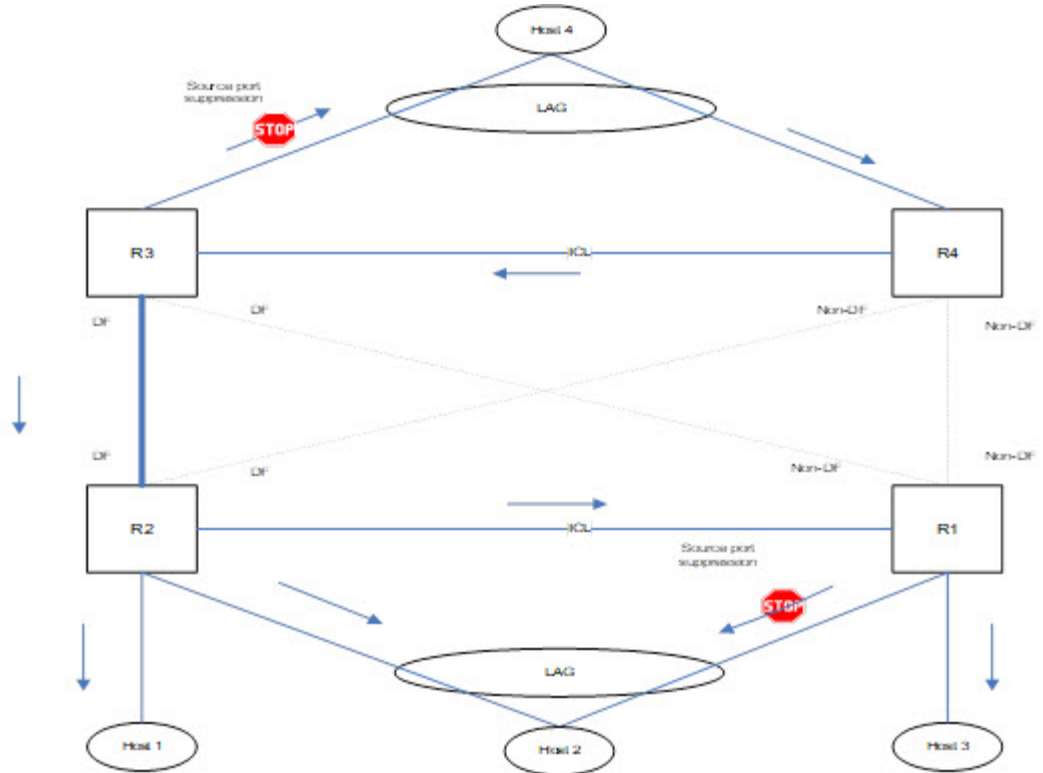 Host 4
Source port
suppression
LAG
STOP
R3
R4
ICL
DF
DF
Non-DF
Non-DF
DF
DF
Non-DF
Non-DF
R2
R1
ICL
Source port
suppression
STOP
LAG
Host 1
Host 2
Host 3